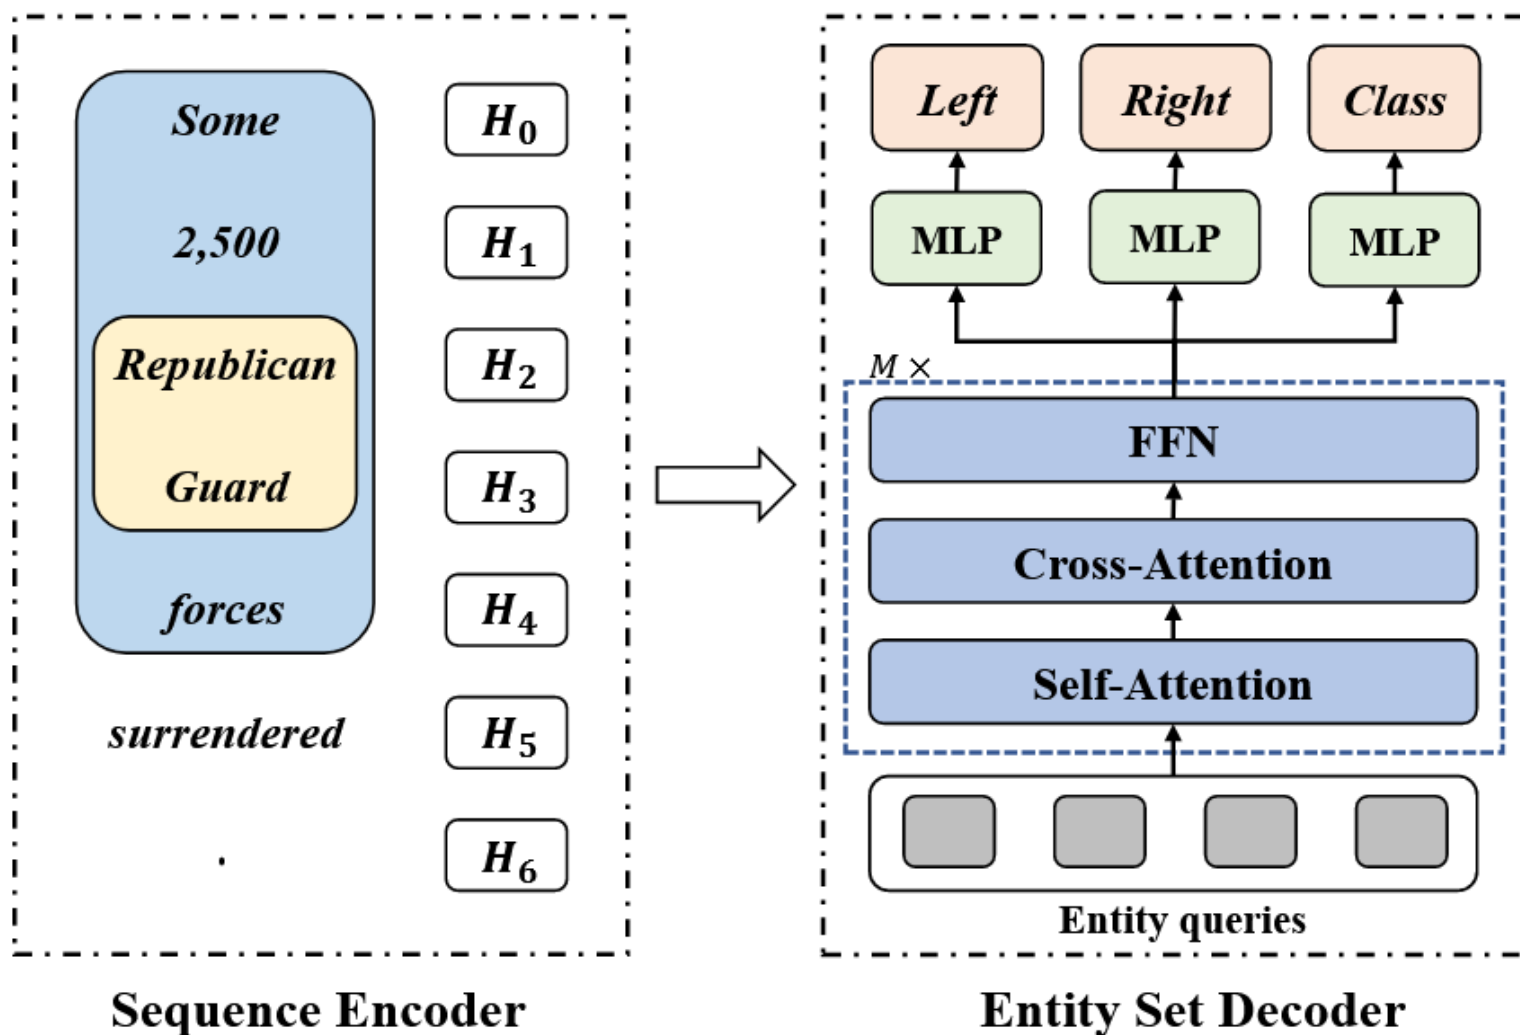 Some
H0
2,500
H1
Republican
H2
Guard
H3
forces
H4
surrendered
H5
.
H6
Sequence Encoder
Left
Right
Class
MLP
MLP
MLP
M ×
FFN
Cross-Attention
Self-Attention
Entity queries
Entity Set Decoder